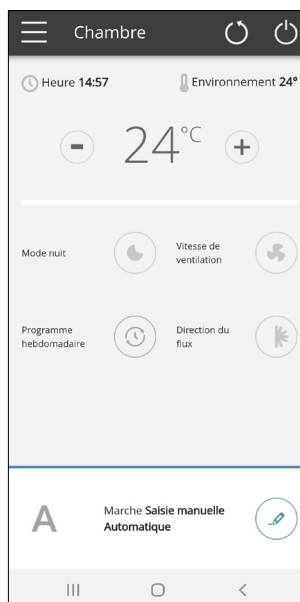 Chambre
Heure 14:57
Environnement 24°
- 24°C +
Mode nuit
Vitesse de
ventilation
Programme
hebdomadaire
Direction du
flux
A
Marche Saisie manuelle
Automatique